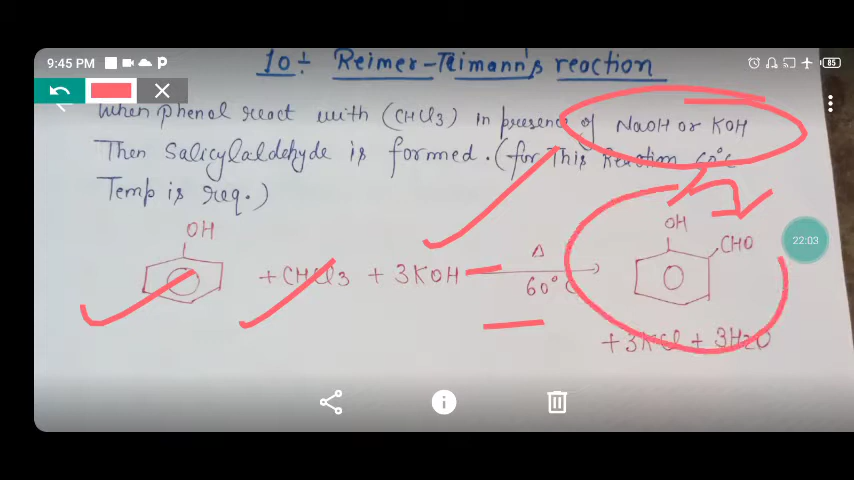 9:45 PM
85
10÷ Reimer-Teimann's reaction
When phenol react with (CHCl3) in presence of NaOH or KOH
Then Salicylaldehyde is formed. (for This Reaction 60°C
Temp is req.)
OH
+ CHCl3 + 3KOH
Δ
60°C
OH
CHO
+3KCl + 3H2O
22:03